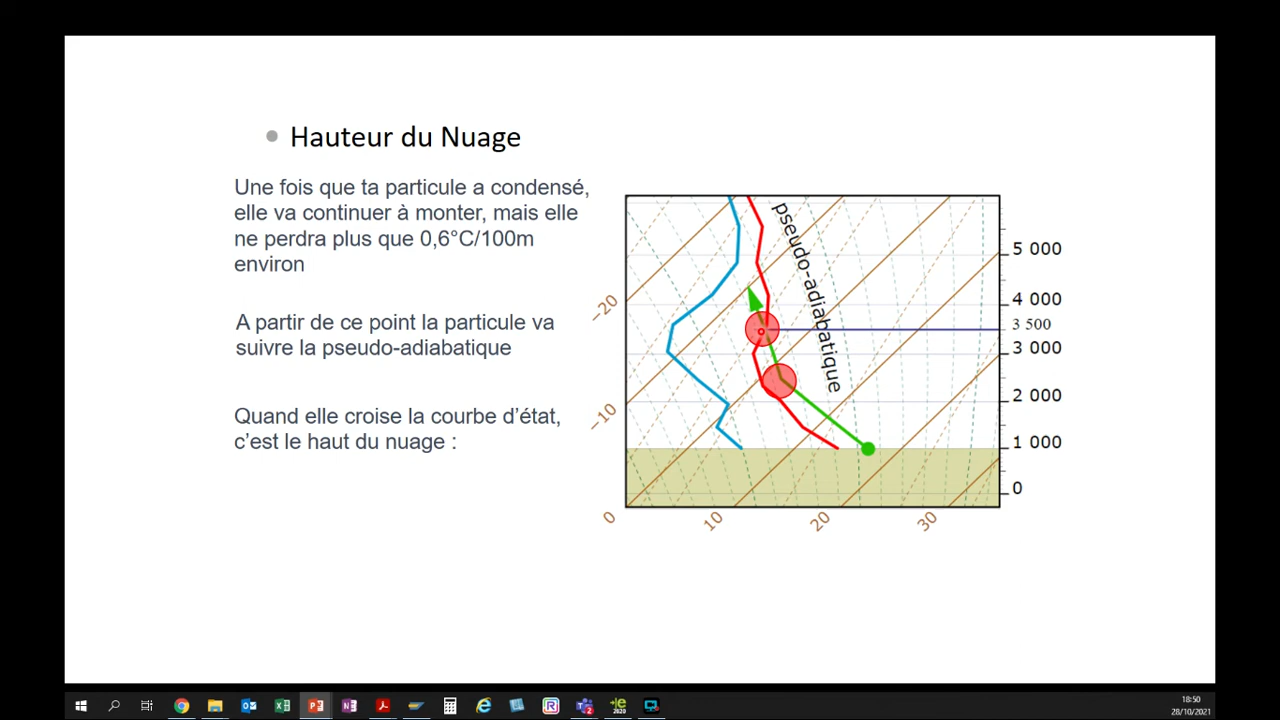 Hauteur du Nuage
Une fois que ta particule a condensé,
elle va continuer à monter, mais elle
ne perdra plus que 0,6°C/100m
environ
A partir de ce point la particule va
suivre la pseudo-adiabatique
Quand elle croise la courbe d’état,
c’est le haut du nuage :
pseudo-adiabatique
5 000
4 000
3 500
3 000
2 000
1 000
0
-20
-10
0
10
20
30
18:50
28/10/2021